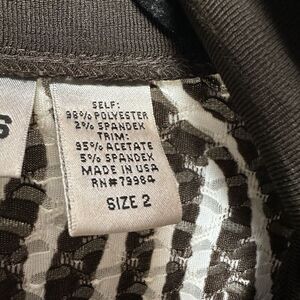 S
SELF:
98% POLYESTER
2% SPANDEX
TRIM:
95% ACETATE
5% SPANDEX
MADE IN USA
RN#79984
SIZE 2